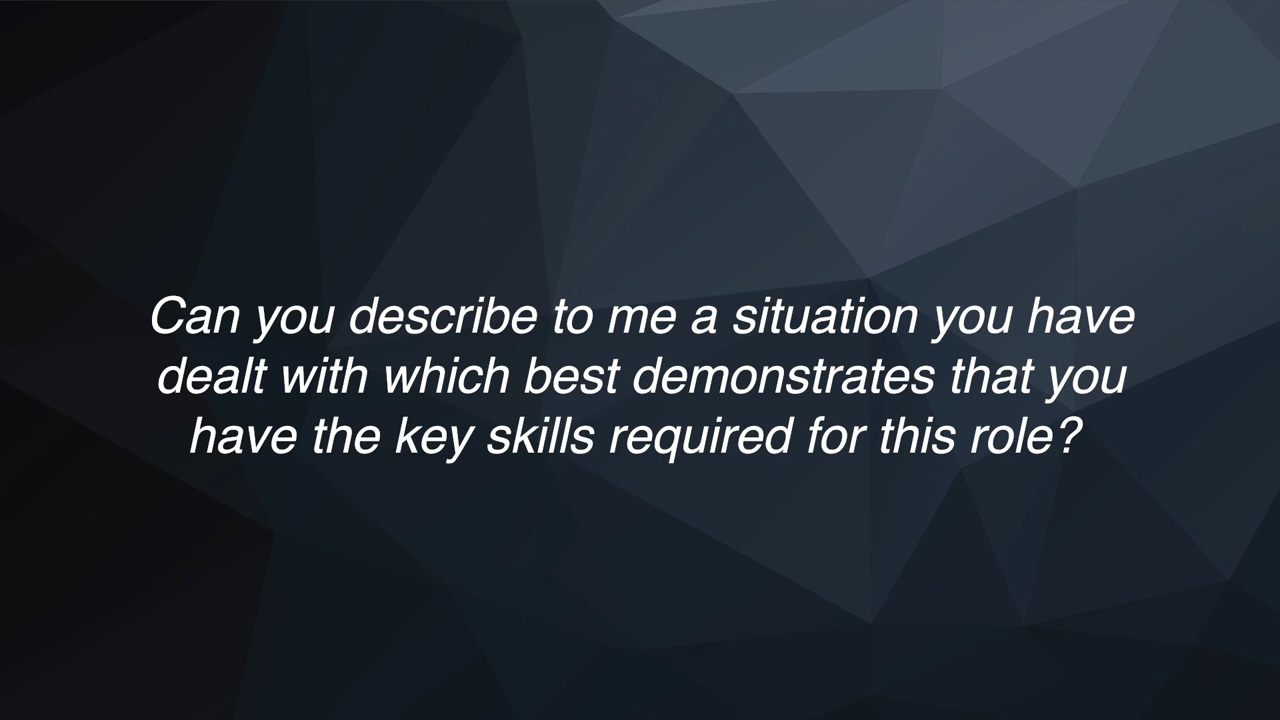 Can you describe to me a situation you have
dealt with which best demonstrates that you
have the key skills required for this role?